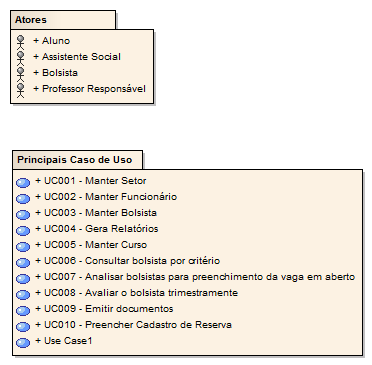 Atores
+ Aluno
+ Assistente Social
+ Bolsista
+ Professor Responsável
Principais Caso de Uso
+ UC001 - Manter Setor
+ UC002 - Manter Funcionário
+ UC003 - Manter Bolsista
+ UC004 - Gera Relatórios
+ UC005 - Manter Curso
+ UC006 - Consultar bolsista por critério
+ UC007 - Analisar bolsistas para preenchimento da vaga em aberto
+ UC008 - Avaliar o bolsista trimestramente
+ UC009 - Emitir documentos
+ UC010 - Preencher Cadastro de Reserva
+ Use Case1